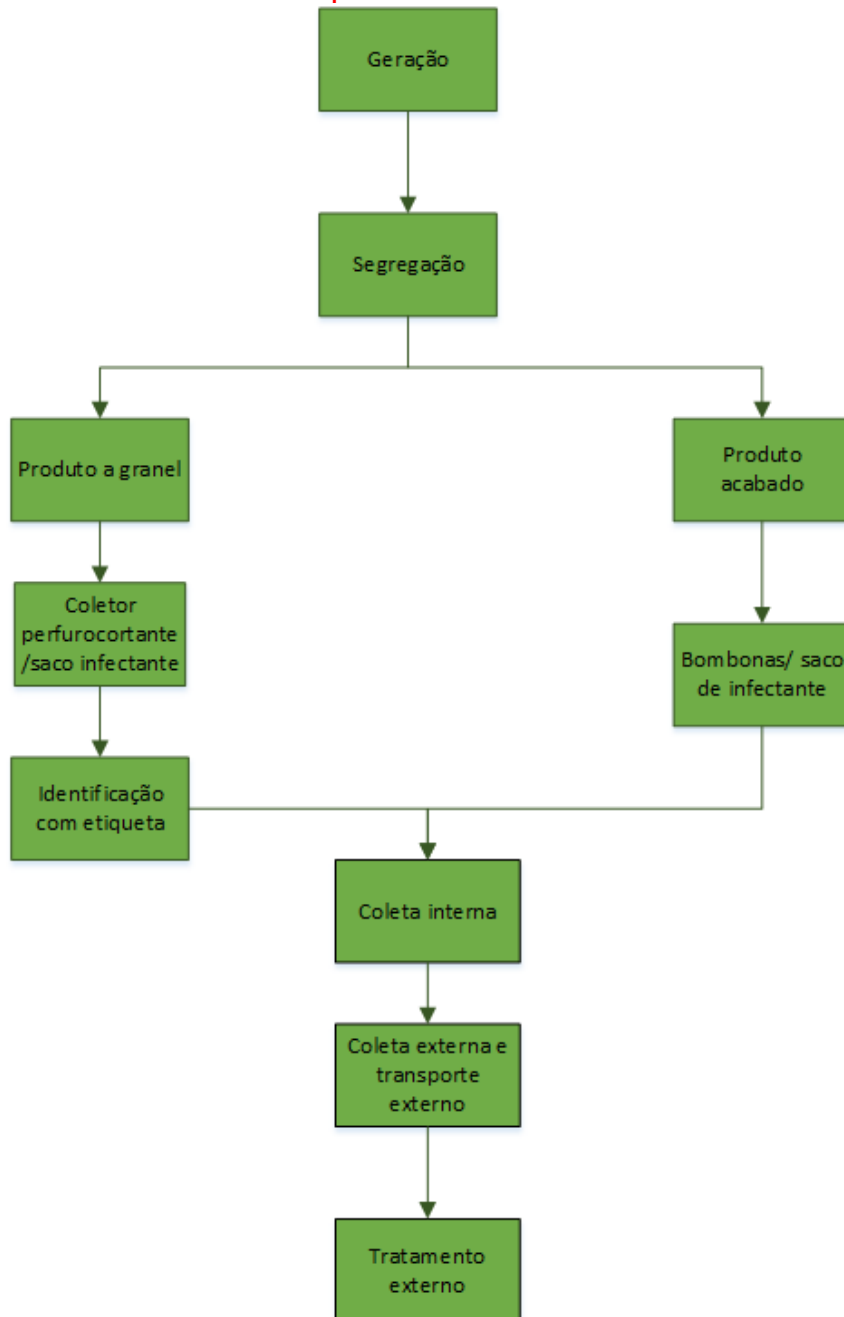 Geração
Segregação
Produto a granel
Produto
acabado
Coletor
perfurocortante
/saco infectante
Bombonas/ saco
de infectante
Identificação
com etiqueta
Coleta interna
Coleta externa e
transporte
externo
Tratamento
externo